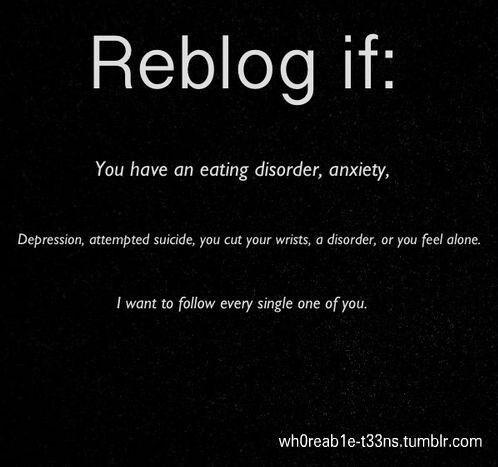 Reblog if:
You have an eating disorder, anxiety,
Depression, attempted suicide, you cut your wrists, a disorder, or you feel alone.
I want to follow every single one of you.
wh0reab1e-t33ns.tumblr.com